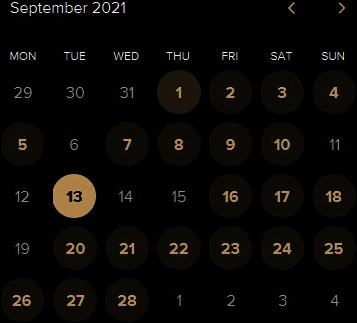 September 2021 < >
MON TUE WED THU FRI SAT SUN
29 30 31 1 2 3 4
5 6 7 8 9 10 11
12 13 14 15 16 17 18
19 20 21 22 23 24 25
26 27 28 1 2 3 4